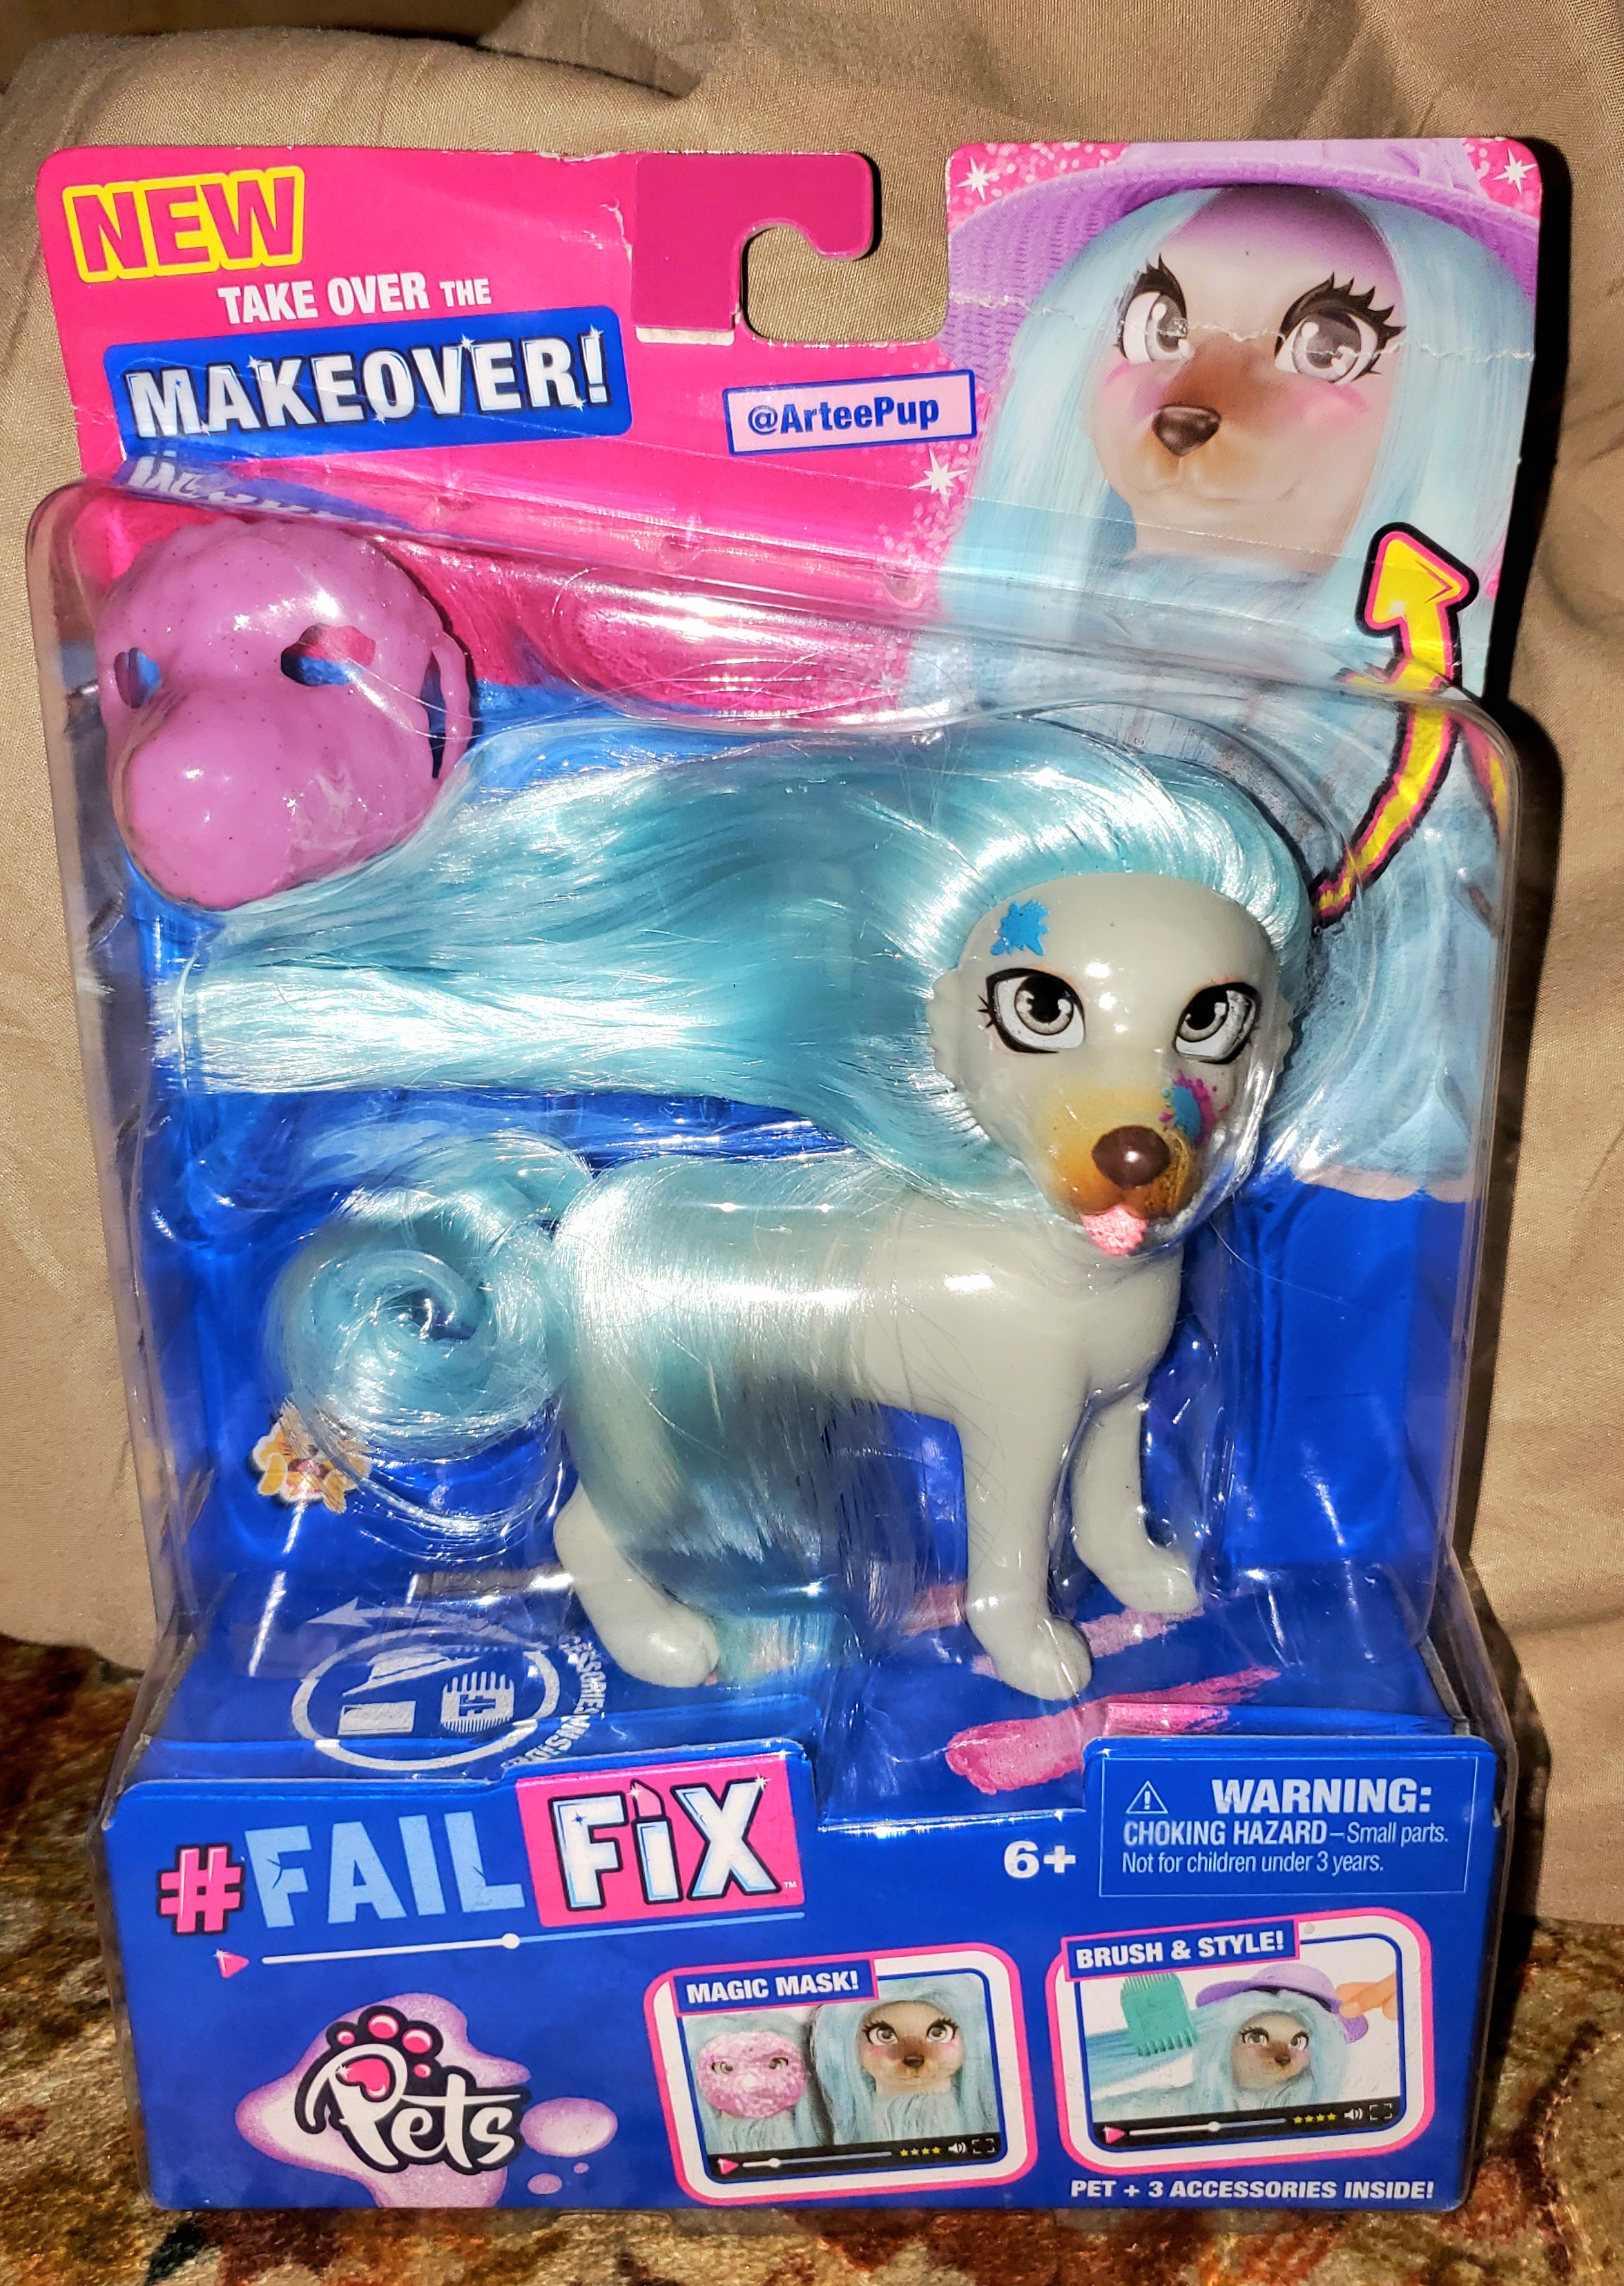 NEW
TAKE OVER THE
MAKEOVER!
@ArteePup
#FAIL FiX™
6+
WARNING:
CHOKING HAZARD – Small parts.
Not for children under 3 years.
Pets
MAGIC MASK!
BRUSH & STYLE!
PET + 3 ACCESSORIES INSIDE!